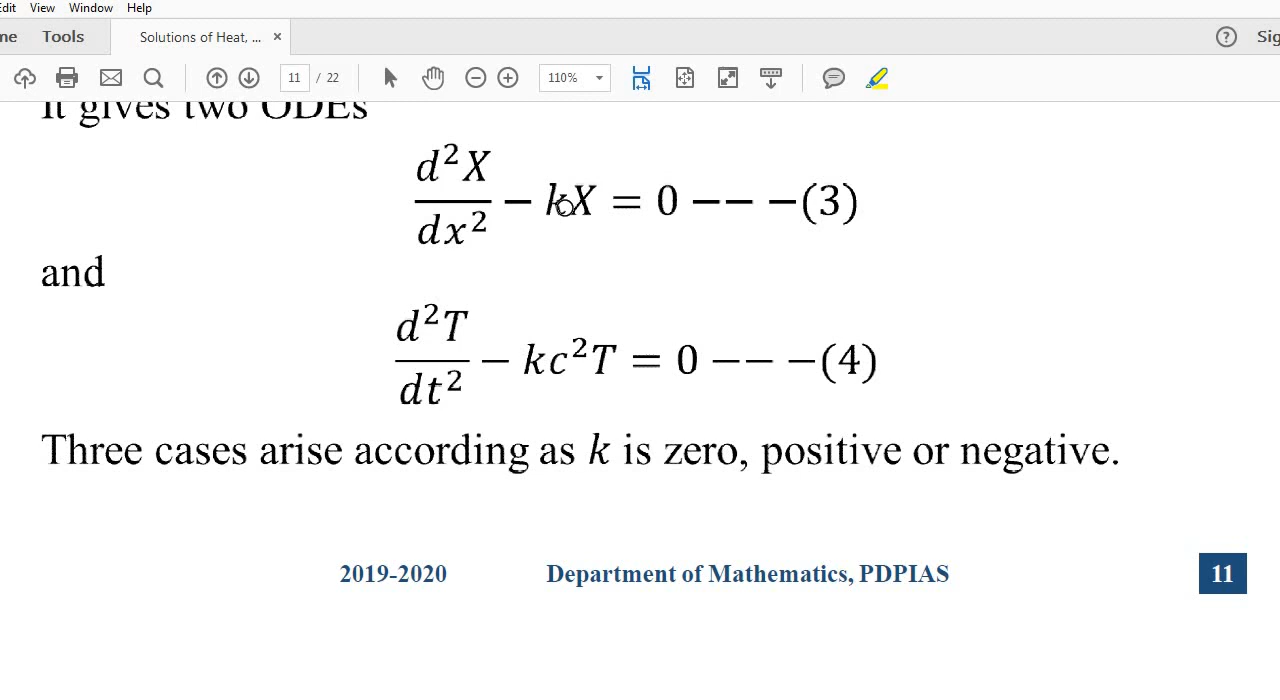 Edit View Window Help
me Tools Solutions of Heat, ... × ? Sig
11 / 22 110%
It gives two ODEs
d²X/dx² − kX = 0 −− −(3)
and
d²T/dt² − kc²T = 0 −− −(4)
Three cases arise according as k is zero, positive or negative.
2019-2020 Department of Mathematics, PDPIAS 11